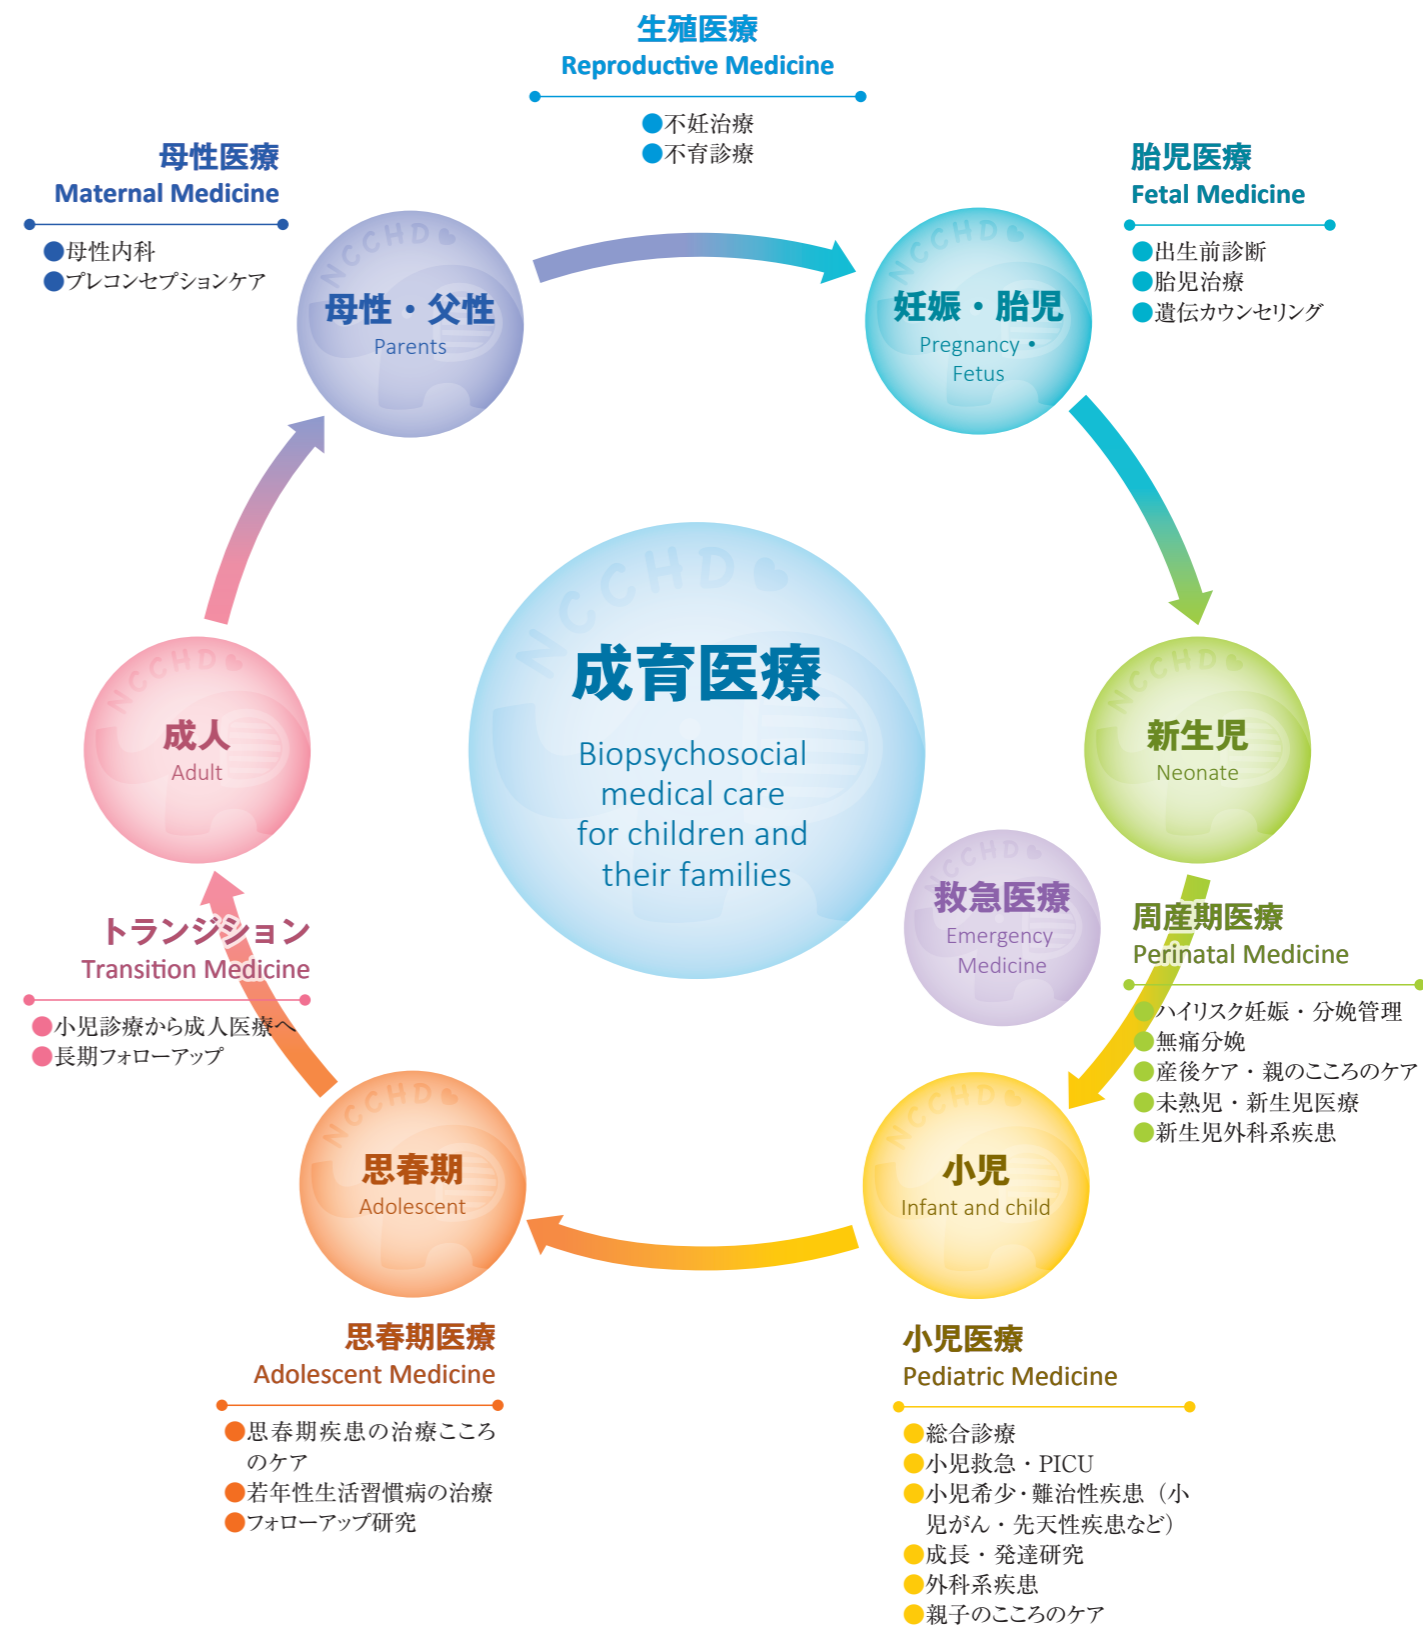 生殖医療
Reproductive Medicine
●不妊治療
●不育診療
母性医療
Maternal Medicine
●母性内科
●プレコンセプションケア
胎児医療
Fetal Medicine
●出生前診断
●胎児治療
●遺伝カウンセリング
NCCHD
母性・父性
Parents
NCCHD
妊娠・胎児
Pregnancy・
Fetus
NCCHD
成育医療
Biopsychosocial
medical care
for children and
their families
NCCHD
成人
Adult
NCCHD
新生児
Neonate
NCCHD
救急医療
Emergency
Medicine
トランジション
Transition Medicine
●小児診療から成人医療へ
●長期フォローアップ
周産期医療
Perinatal Medicine
●ハイリスク妊娠・分娩管理
●無痛分娩
●産後ケア・親のこころのケア
●未熟児・新生児医療
●新生児外科系疾患
NCCHD
思春期
Adolescent
NCCHD
小児
Infant and child
思春期医療
Adolescent Medicine
●思春期疾患の治療こころ
のケア
●若年性生活習慣病の治療
●フォローアップ研究
小児医療
Pediatric Medicine
●総合診療
●小児救急・PICU
●小児希少・難治性疾患（小
児がん・先天性疾患など）
●成長・発達研究
●外科系疾患
●親子のこころのケア